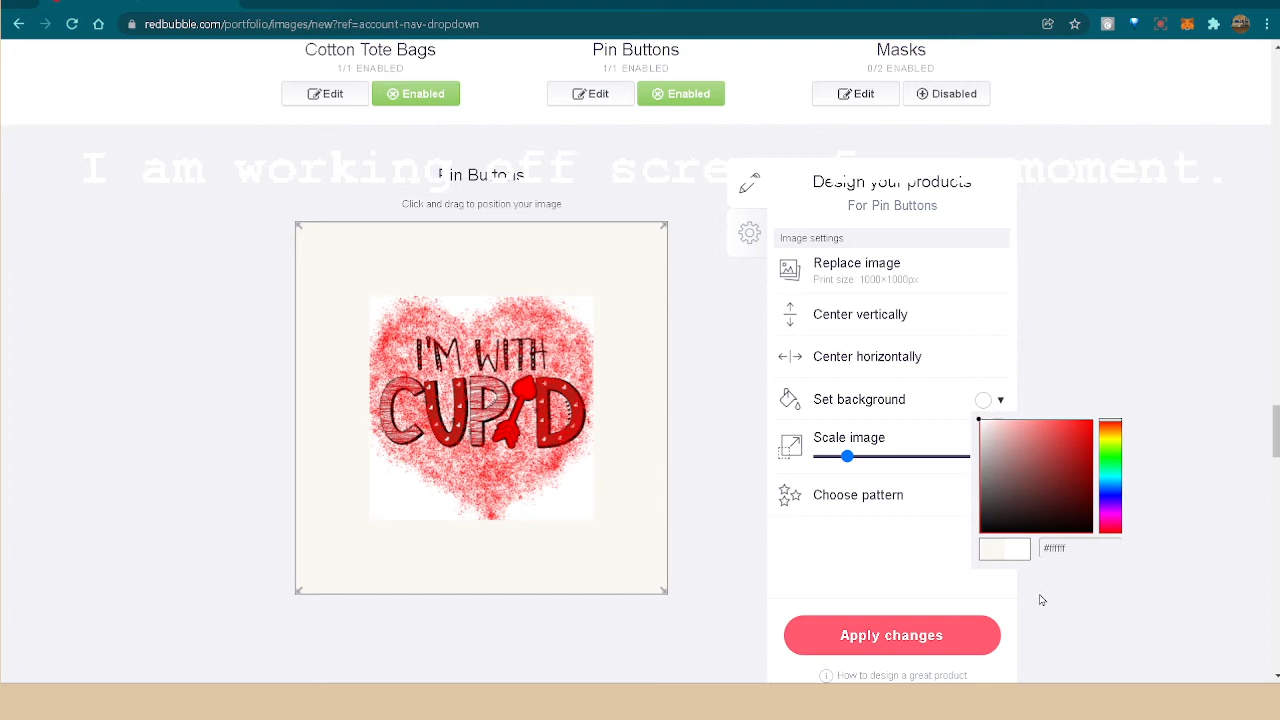 redbubble.com/portfolio/images/new?ref=account-nav-dropdown
Cotton Tote Bags
Pin Buttons
Masks
1/1 ENABLED
1/1 ENABLED
0/2 ENABLED
Edit
Enabled
Edit
Enabled
Edit
Disabled
I am working off moment.
Pin Buttons
Click and drag to position your image
I'M WITH
CUPID
Design your products
For Pin Buttons
Image settings
Replace image
Print size: 1000×1000px
Center vertically
Center horizontally
Set background
Scale image
Choose pattern
#ffffff
Apply changes
How to design a great product